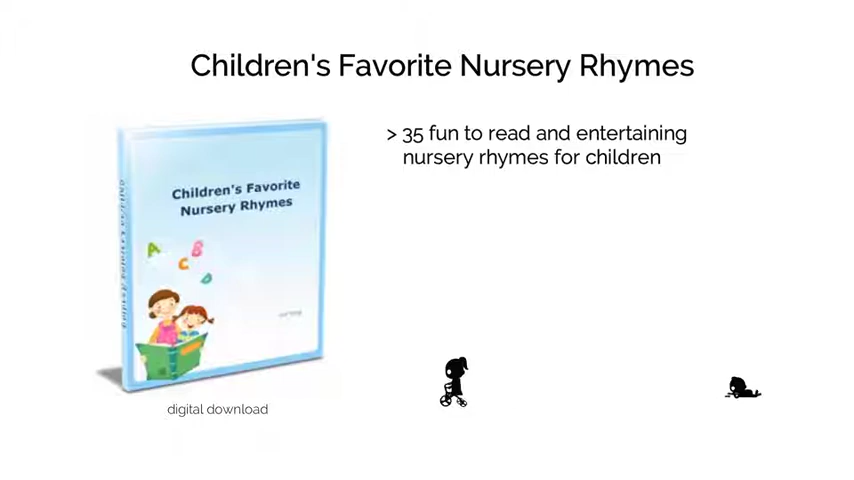 Children's Favorite Nursery Rhymes
> 35 fun to read and entertaining
nursery rhymes for children
Children's Favorite
Nursery Rhymes
A
B
C
D
digital download